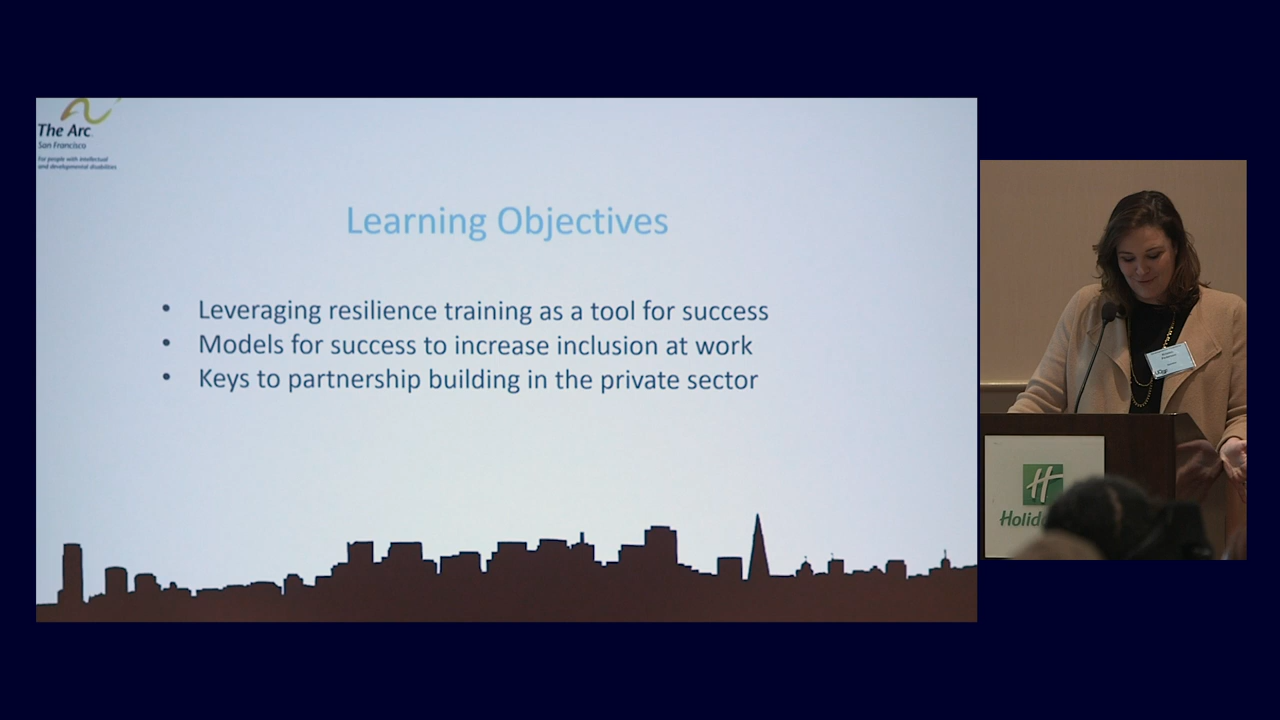 The Arc
San Francisco
For people with intellectual
and developmental disabilities
Learning Objectives
• Leveraging resilience training as a tool for success
• Models for success to increase inclusion at work
• Keys to partnership building in the private sector
H
Holid